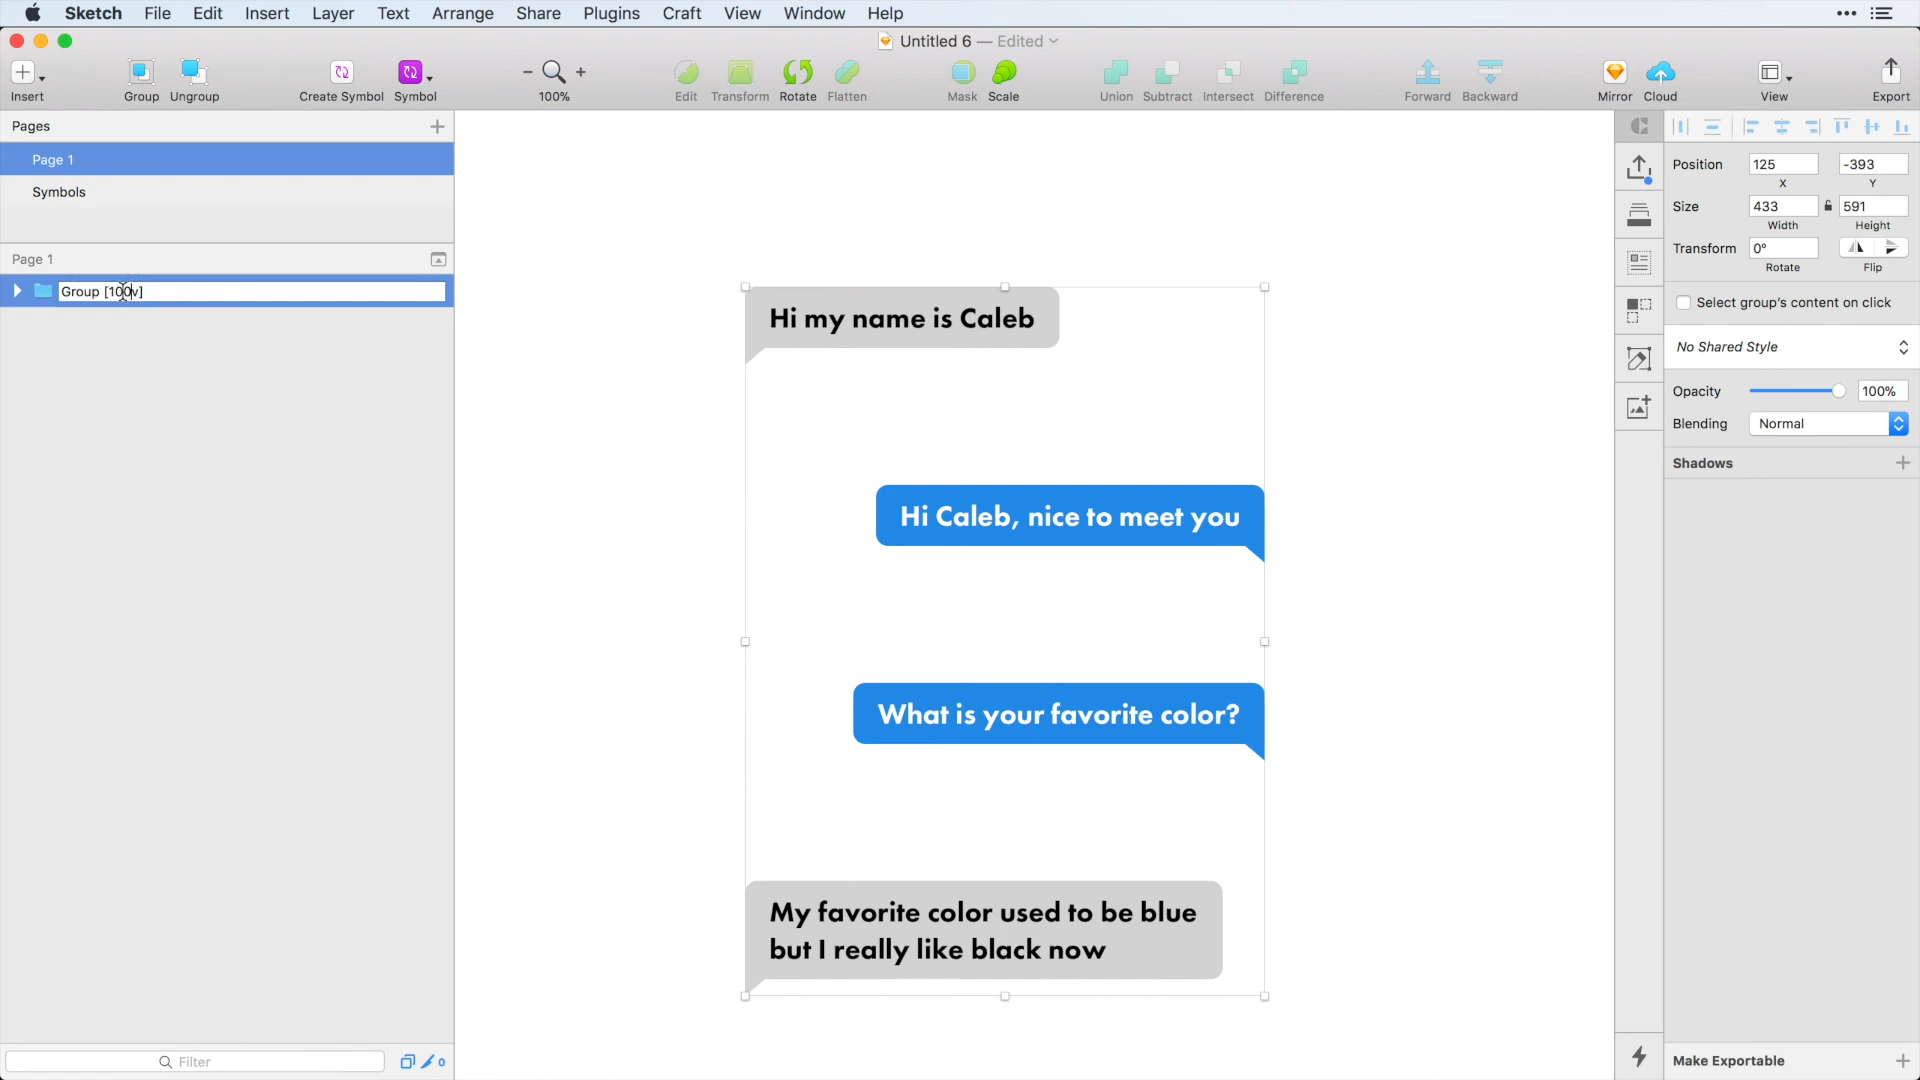 Sketch File Edit Insert Layer Text Arrange Share Plugins Craft View Window Help
Untitled 6 — Edited
Insert Group Ungroup Create Symbol Symbol 100% Edit Transform Rotate Flatten Mask Scale Union Subtract Intersect Difference Forward Backward Mirror Cloud View Export
Pages
Page 1
Symbols
Page 1
Group [100v]
Filter
0
Hi my name is Caleb
Hi Caleb, nice to meet you
What is your favorite color?
My favorite color used to be blue
but I really like black now
Position 125 -393
X Y
Size 433 591
Width Height
Transform 0°
Rotate Flip
Select group's content on click
No Shared Style
Opacity 100%
Blending Normal
Shadows
Make Exportable